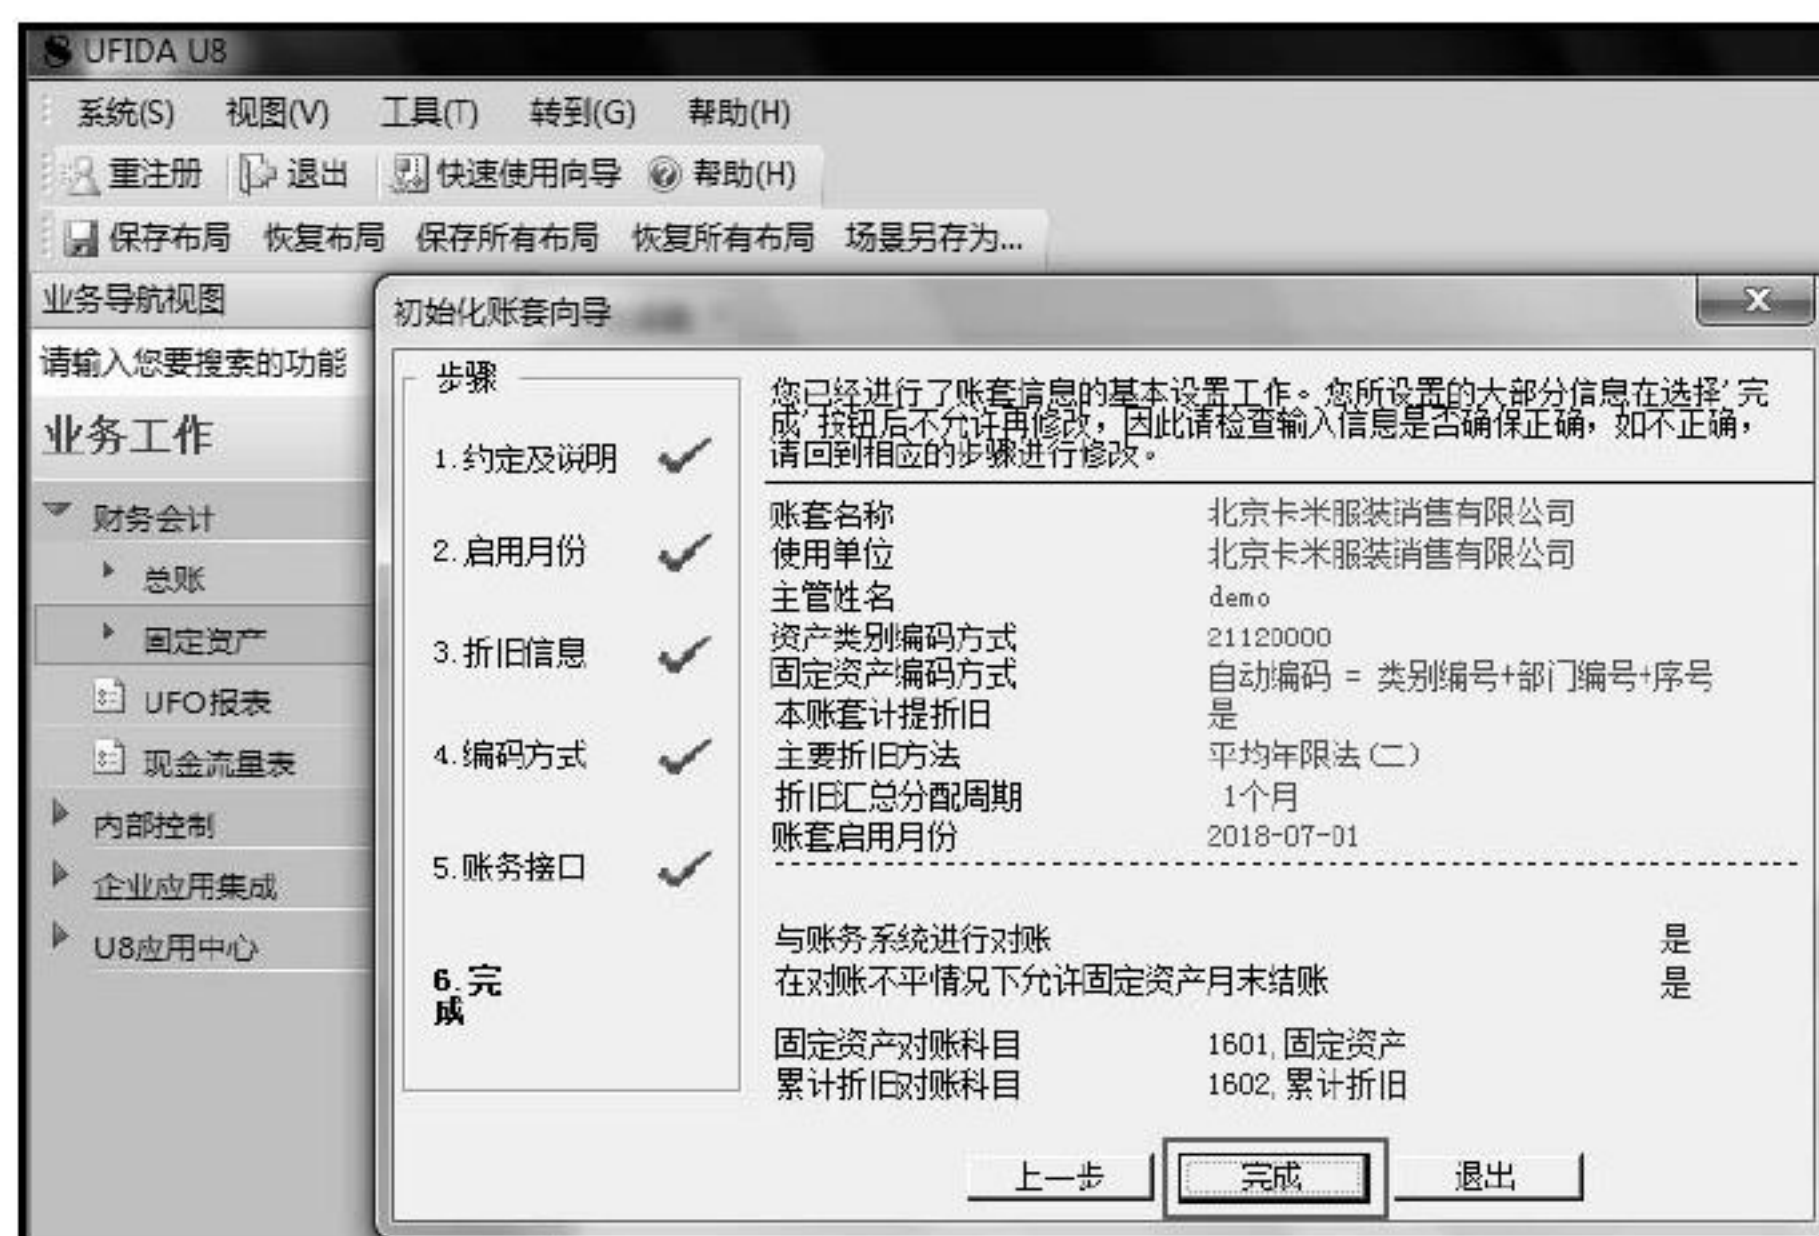 UFIDA U8
系统(S) 视图(V) 工具(T) 转到(G) 帮助(H)
重注册 退出 快速使用向导 帮助(H)
保存布局 恢复布局 保存所有布局 恢复所有布局 场景另存为...
业务导航视图
请输入您要搜索的功能
业务工作
财务会计
总账
固定资产
UFO报表
现金流量表
内部控制
企业应用集成
U8应用中心
初始化账套向导
步骤
1.约定及说明
2.启用月份
3.折旧信息
4.编码方式
5.账务接口
6.完
成
您已经进行了账套信息的基本设置工作。您所设置的大部分信息在选择'完
成'按钮后不允许再修改，因此请检查输入信息是否确保正确，如不正确，
请回到相应的步骤进行修改。
账套名称 北京卡米服装销售有限公司
使用单位 北京卡米服装销售有限公司
主管姓名 demo
资产类别编码方式 21120000
固定资产编码方式 自动编码 = 类别编号+部门编号+序号
本账套计提折旧 是
主要折旧方法 平均年限法(二)
折旧汇总分配周期 1个月
账套启用月份 2018-07-01
与账务系统进行对账 是
在对账不平情况下允许固定资产月末结账 是
固定资产对账科目 1601,固定资产
累计折旧对账科目 1602,累计折旧
上一步 完成 退出